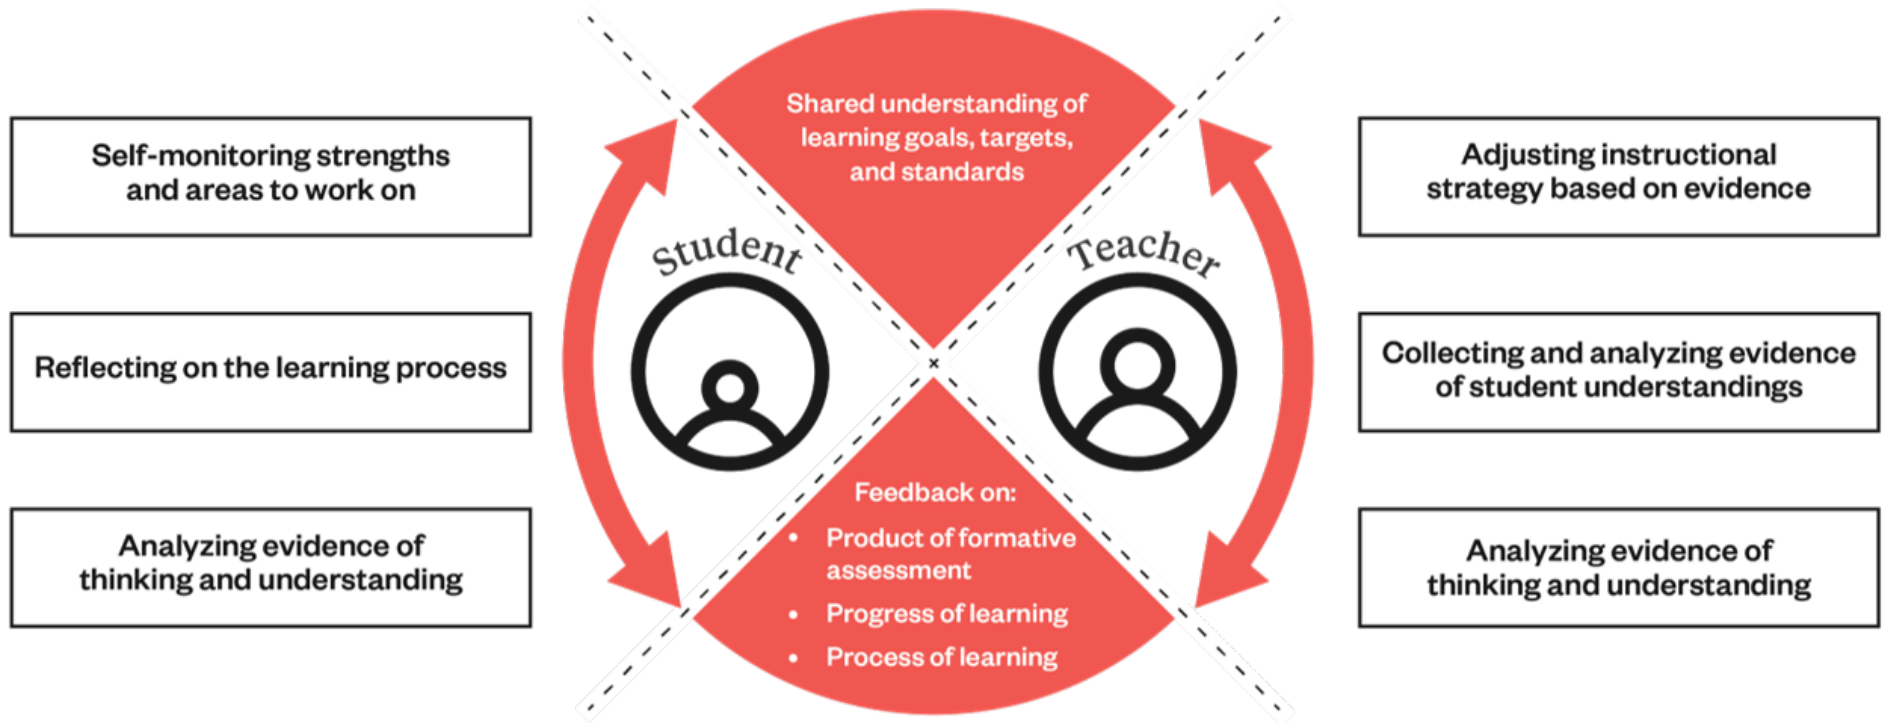 Self-monitoring strengths
and areas to work on
Reflecting on the learning process
Analyzing evidence of
thinking and understanding
Student
Shared understanding of
learning goals, targets,
and standards
Feedback on:
• Product of formative
assessment
• Progress of learning
• Process of learning
Teacher
Adjusting instructional
strategy based on evidence
Collecting and analyzing evidence
of student understandings
Analyzing evidence of
thinking and understanding